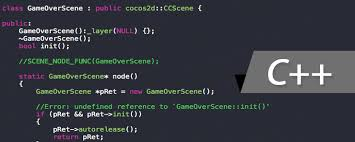 class GameOverScene : public cocos2d::CCScene {
public:
GameOverScene():_layer(NULL) {};
~GameOverScene();
bool init();
//SCENE_NODE_FUNC(GameOverScene);
static GameOverScene* node()
{
GameOverScene *pRet = new GameOverScene();
//Error: undefined reference to `GameOverScene::init()'
if (pRet && pRet->init())
{
pRet->autorelease();
return pRet;
C++